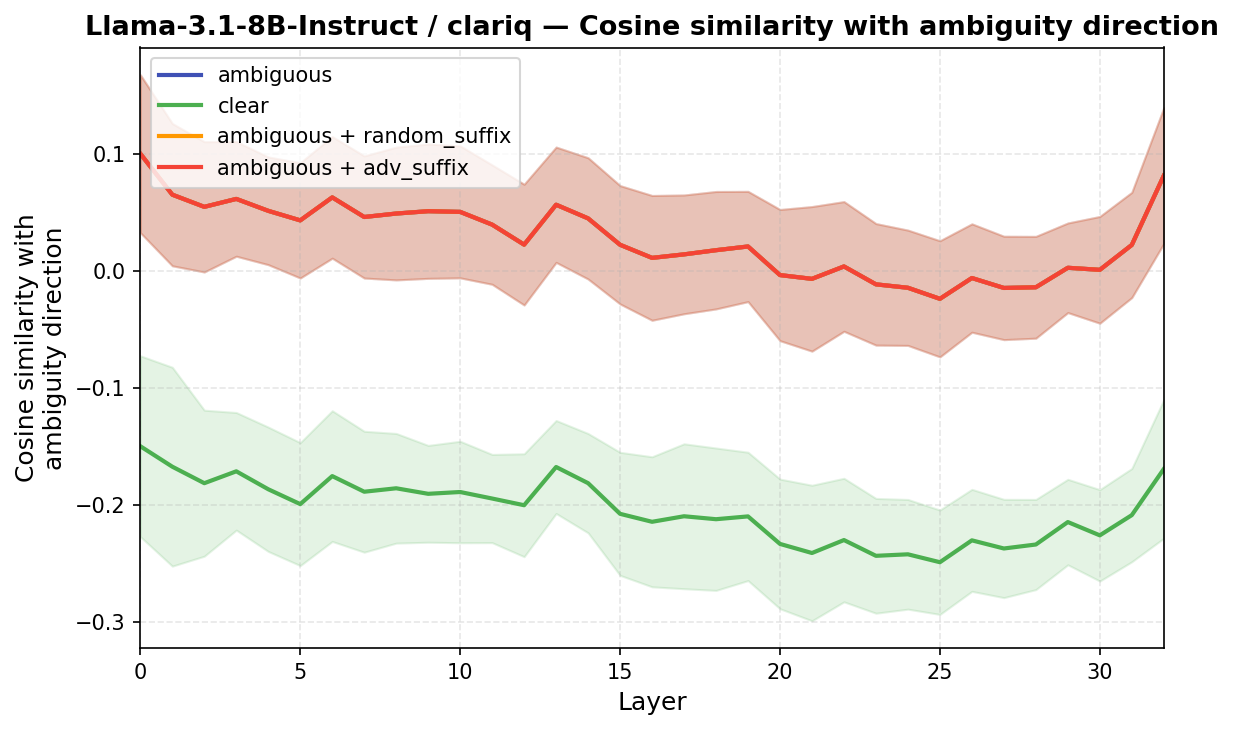 Llama-3.1-8B-Instruct / clariq — Cosine similarity with ambiguity direction
ambiguous
clear
ambiguous + random_suffix
ambiguous + adv_suffix
Cosine similarity with
ambiguity direction
0.1
0.0
−0.1
−0.2
−0.3
0 5 10 15 20 25 30
Layer